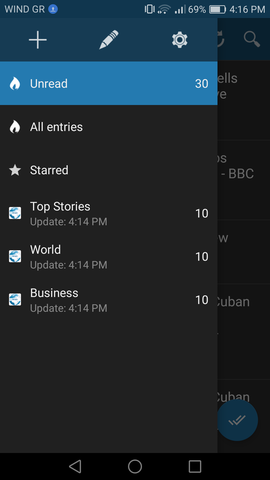 WIND GR 69% 4:16 PM
Unread 30
ells
e
All entries
os
- BBC
Starred
Top Stories 10
Update: 4:14 PM
w
World 10
Update: 4:14 PM
Business 10
Update: 4:14 PM
Cuban
Cuban